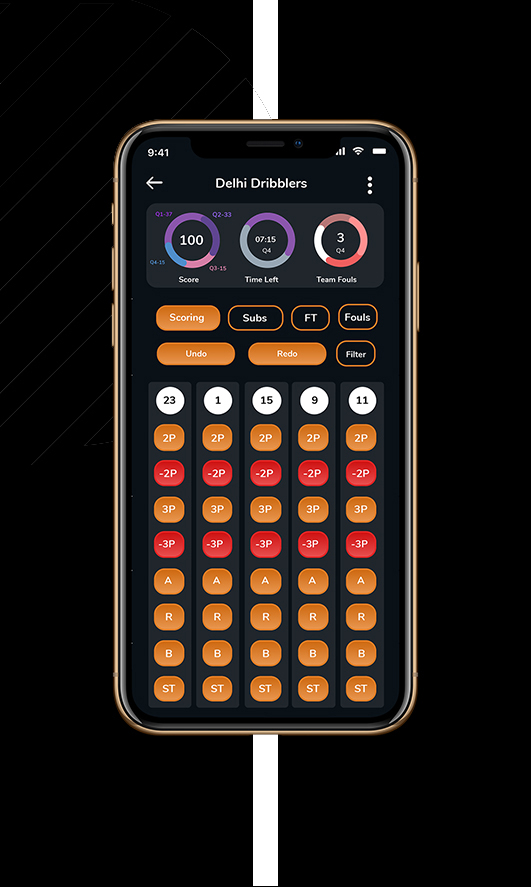 9:41
Delhi Dribblers
Q1-37 Q2-33
100 07:15 3
Q4 Q4
Q4-15 Q3-15
Score Time Left Team Fouls
Scoring Subs FT Fouls
Undo Redo Filter
23 1 15 9 11
2P 2P 2P 2P 2P
-2P -2P -2P -2P -2P
3P 3P 3P 3P 3P
-3P -3P -3P -3P -3P
A A A A A
R R R R R
B B B B B
ST ST ST ST ST